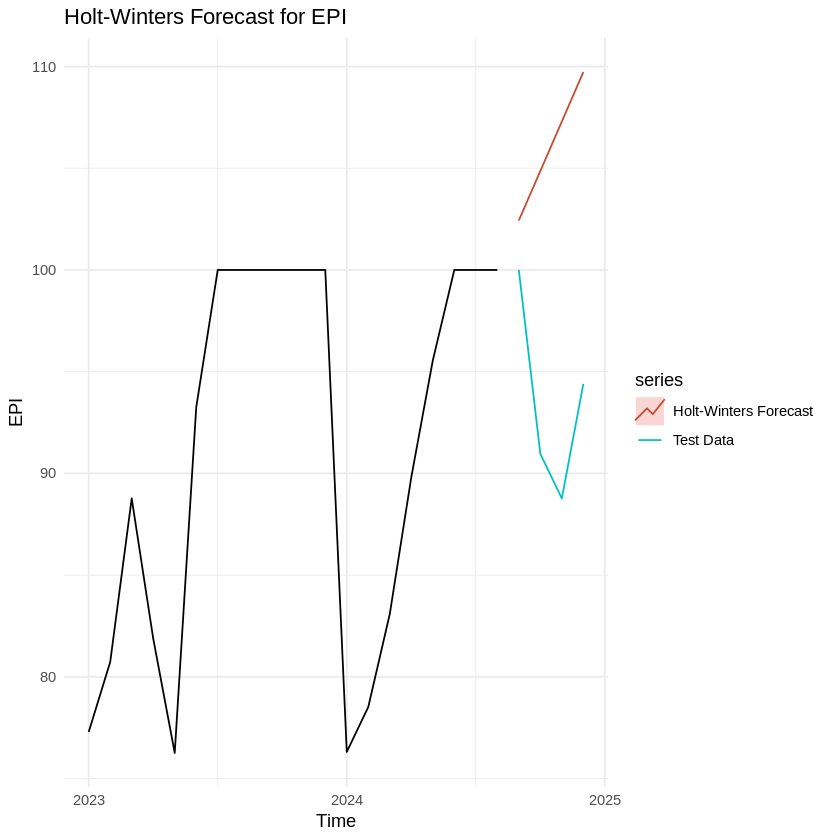 Holt-Winters Forecast for EPI
110
100
90
80
EPI
2023
2024
2025
Time
series
Holt-Winters Forecast
Test Data